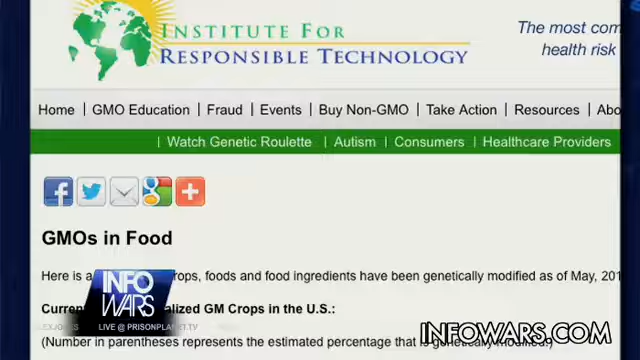 INSTITUTE FOR
RESPONSIBLE TECHNOLOGY
The most com
health risk
Home | GMO Education | Fraud | Events | Buy Non-GMO | Take Action | Resources | Abo
| Watch Genetic Roulette | Autism | Consumers | Healthcare Providers
GMOs in Food
Here is a rops, foods and food ingredients have been genetically modified as of May, 201
Curren alized GM Crops in the U.S.:
(Number in parentheses represents the estimated percentage that is genetically modified.)
INFO
WARS
LIVE @ PRISONPLANET.TV
INFOWARS.COM